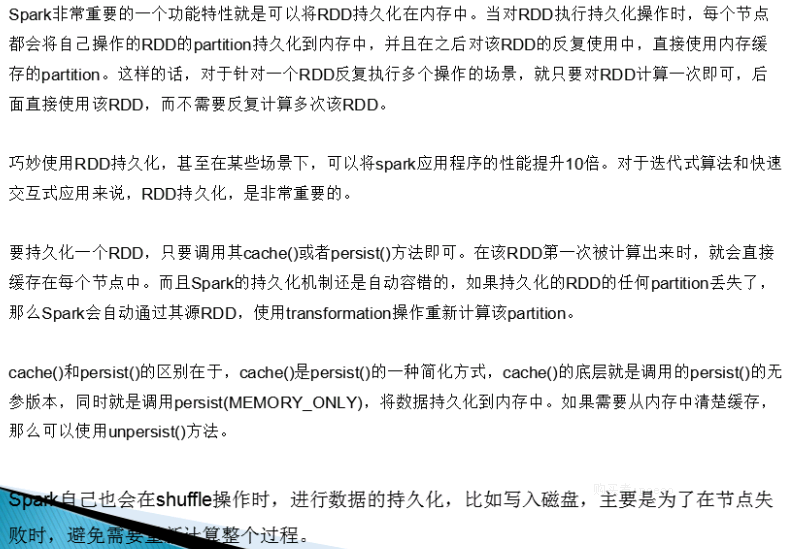 Spark非常重要的一个功能特性就是可以将RDD持久化在内存中。当对RDD执行持久化操作时，每个节点
都会将自己操作的RDD的partition持久化到内存中，并且在之后对该RDD的反复使用中，直接使用内存缓
存的partition。这样的话，对于针对一个RDD反复执行多个操作的场景，就只要对RDD计算一次即可，后
面直接使用该RDD，而不需要反复计算多次该RDD。
巧妙使用RDD持久化，甚至在某些场景下，可以将spark应用程序的性能提升10倍。对于迭代式算法和快速
交互式应用来说，RDD持久化，是非常重要的。
要持久化一个RDD，只要调用其cache()或者persist()方法即可。在该RDD第一次被计算出来时，就会直接
缓存在每个节点中。而且Spark的持久化机制还是自动容错的，如果持久化的RDD的任何partition丢失了，
那么Spark会自动通过其源RDD，使用transformation操作重新计算该partition。
cache()和persist()的区别在于，cache()是persist()的一种简化方式，cache()的底层就是调用的persist()的无
参版本，同时就是调用persist(MEMORY_ONLY)，将数据持久化到内存中。如果需要从内存中清楚缓存，
那么可以使用unpersist()方法。
Spark自己也会在shuffle操作时，进行数据的持久化，比如写入磁盘，主要是为了在节点失
败时，避免需要重新计算整个过程。